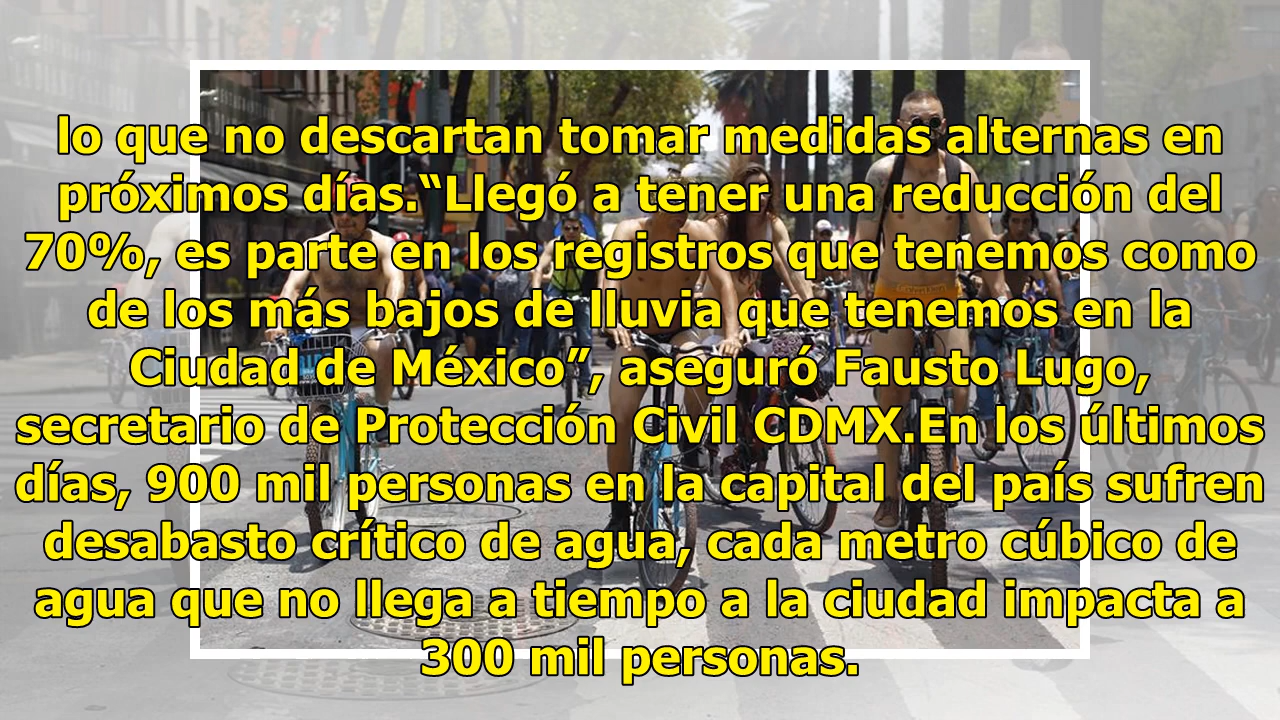 lo que no descartan tomar medidas alternas en
próximos días.“Llegó a tener una reducción del
70%, es parte en los registros que tenemos como
de los más bajos de lluvia que tenemos en la
Ciudad de México”, aseguró Fausto Lugo,
secretario de Protección Civil CDMX.En los últimos
días, 900 mil personas en la capital del país sufren
desabasto crítico de agua, cada metro cúbico de
agua que no llega a tiempo a la ciudad impacta a
300 mil personas.